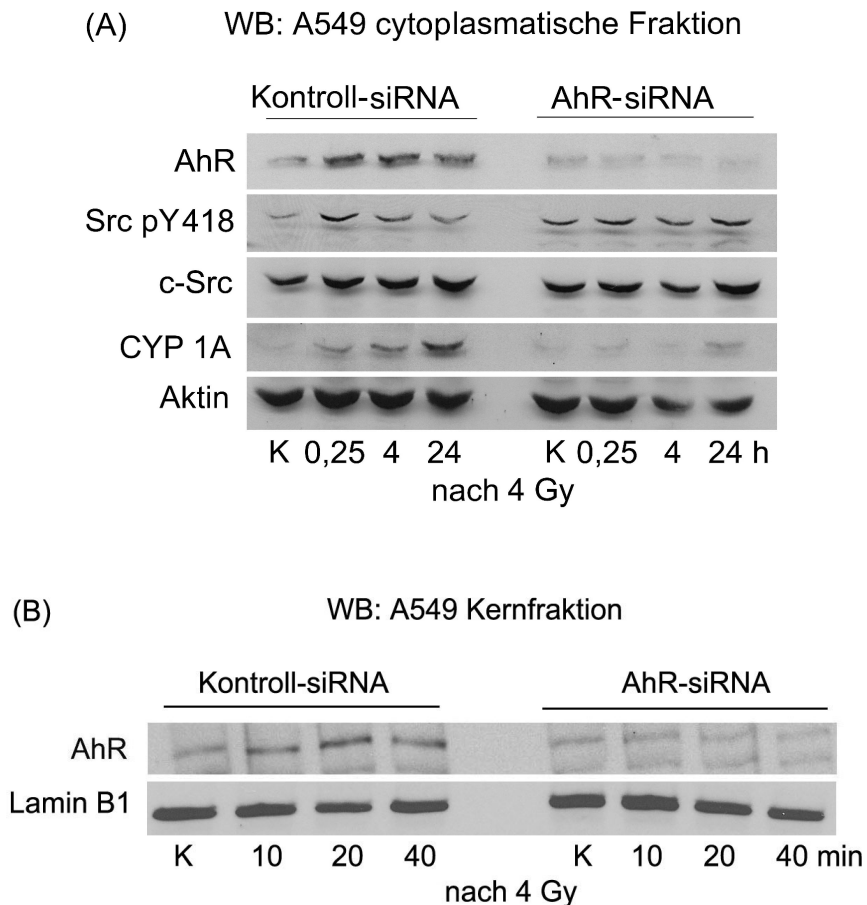 (A) WB: A549 cytoplasmatische Fraktion
Kontroll-siRNA AhR-siRNA
AhR
Src pY418
c-Src
CYP 1A
Aktin
K 0,25 4 24 K 0,25 4 24 h
nach 4 Gy
(B) WB: A549 Kernfraktion
Kontroll-siRNA AhR-siRNA
AhR
Lamin B1
K 10 20 40 K 10 20 40 min
nach 4 Gy